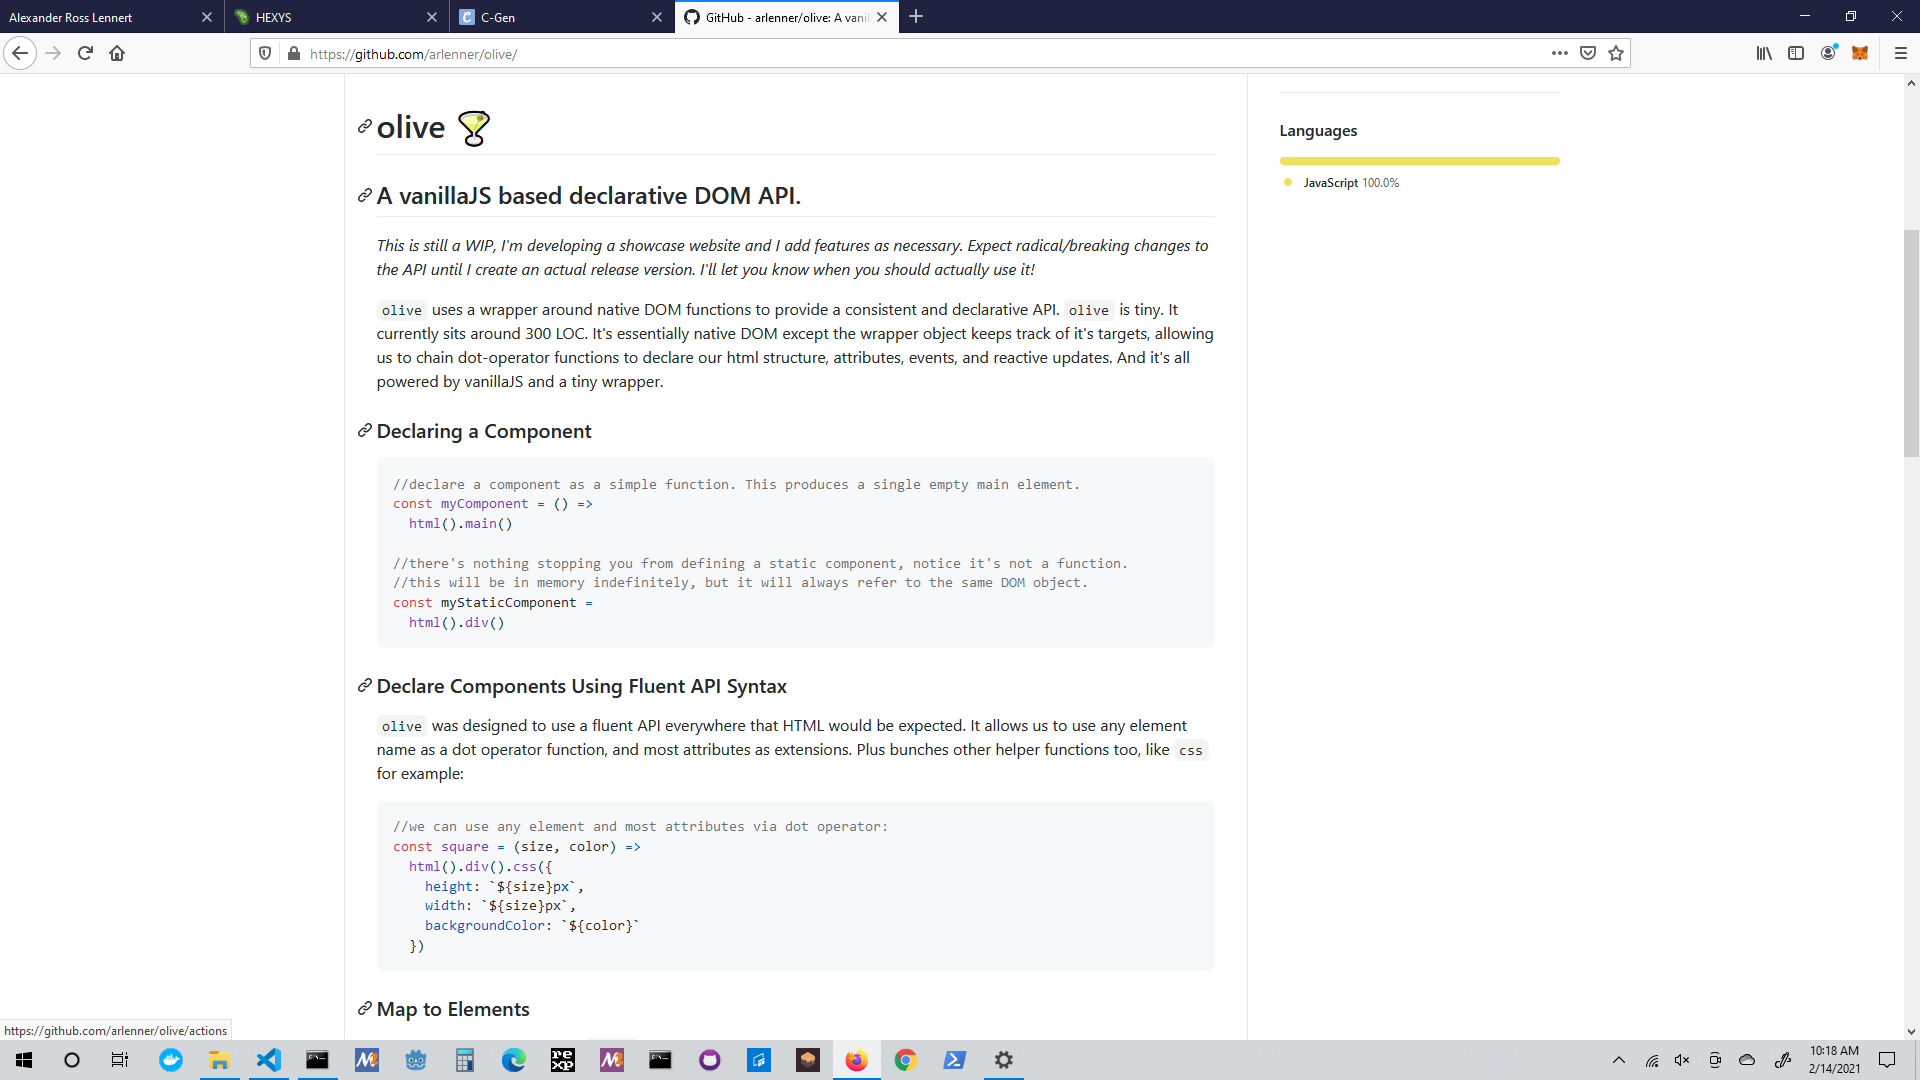 Alexander Ross Lennert
HEXYS
C-Gen
GitHub - arlenner/olive: A vanil
https://github.com/arlenner/olive/
olive
A vanillaJS based declarative DOM API.
This is still a WIP, I'm developing a showcase website and I add features as necessary. Expect radical/breaking changes to
the API until I create an actual release version. I'll let you know when you should actually use it!
olive uses a wrapper around native DOM functions to provide a consistent and declarative API. olive is tiny. It
currently sits around 300 LOC. It's essentially native DOM except the wrapper object keeps track of it's targets, allowing
us to chain dot-operator functions to declare our html structure, attributes, events, and reactive updates. And it's all
powered by vanillaJS and a tiny wrapper.
Declaring a Component
//declare a component as a simple function. This produces a single empty main element.
const myComponent = () =>
  html().main()
//there's nothing stopping you from defining a static component, notice it's not a function.
//this will be in memory indefinitely, but it will always refer to the same DOM object.
const myStaticComponent =
  html().div()
Declare Components Using Fluent API Syntax
olive was designed to use a fluent API everywhere that HTML would be expected. It allows us to use any element
name as a dot operator function, and most attributes as extensions. Plus bunches other helper functions too, like css
for example:
//we can use any element and most attributes via dot operator:
const square = (size, color) =>
  html().div().css({
    height: `${size}px`,
    width: `${size}px`,
    backgroundColor: `${color}`
  })
Map to Elements
Languages
JavaScript 100.0%
https://github.com/arlenner/olive/actions
re
xp
10:18 AM
2/14/2021